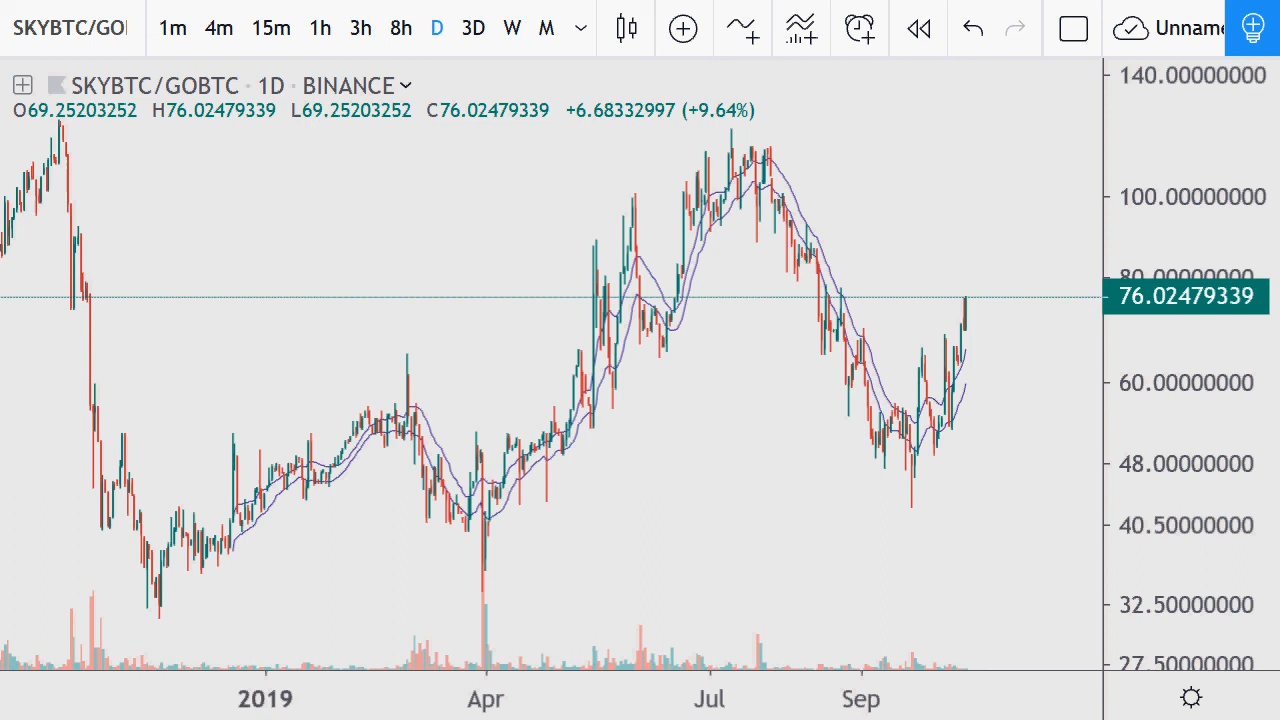 SKYBTC/GO 1m 4m 15m 1h 3h 8h D 3D W M Unname
SKYBTC/GOBTC · 1D · BINANCE
O69.25203252 H76.02479339 L69.25203252 C76.02479339 +6.68332997 (+9.64%)
140.00000000
100.00000000
80.00000000
76.02479339
60.00000000
48.00000000
40.50000000
32.50000000
27.50000000
2019 Apr Jul Sep